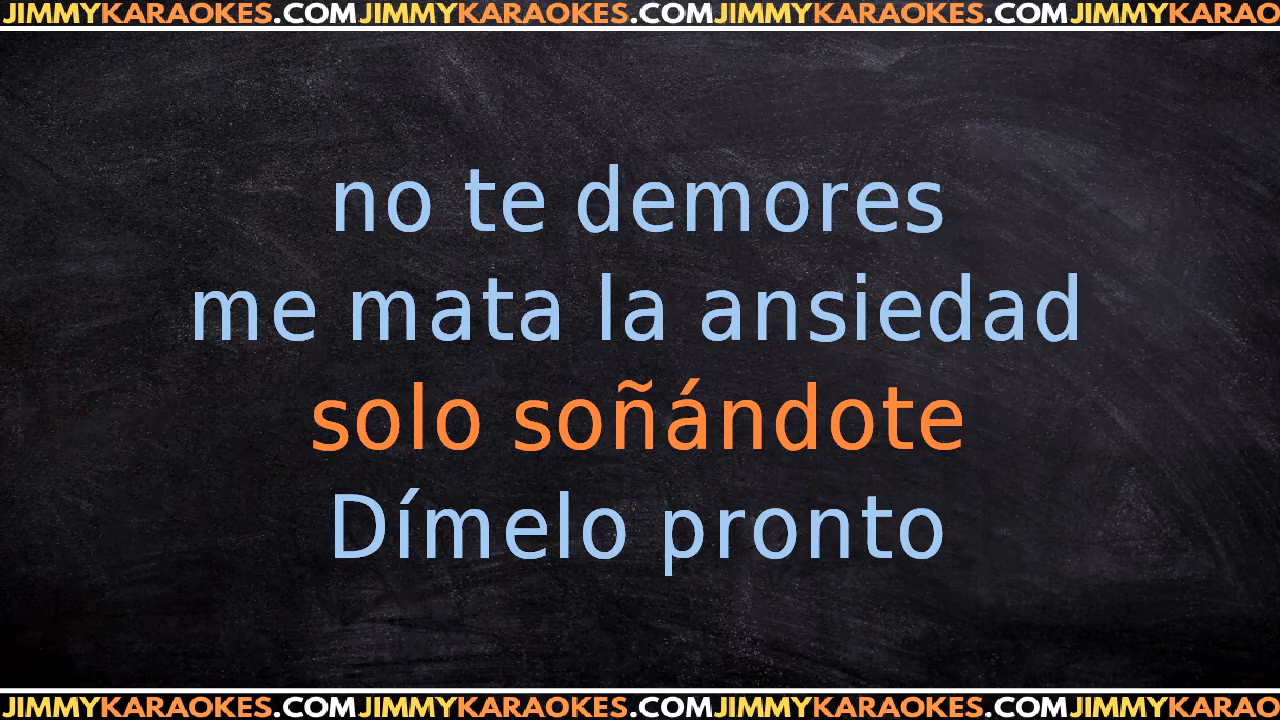 JIMMYKARAOKES.COMJIMMYKARAOKES.COMJIMMYKARAOKES.COMJIMMYKARAO
no te demores
me mata la ansiedad
solo soñándote
Dímelo pronto
JIMMYKARAOKES.COMJIMMYKARAOKES.COMJIMMYKARAOKES.COMJIMMYKARAO